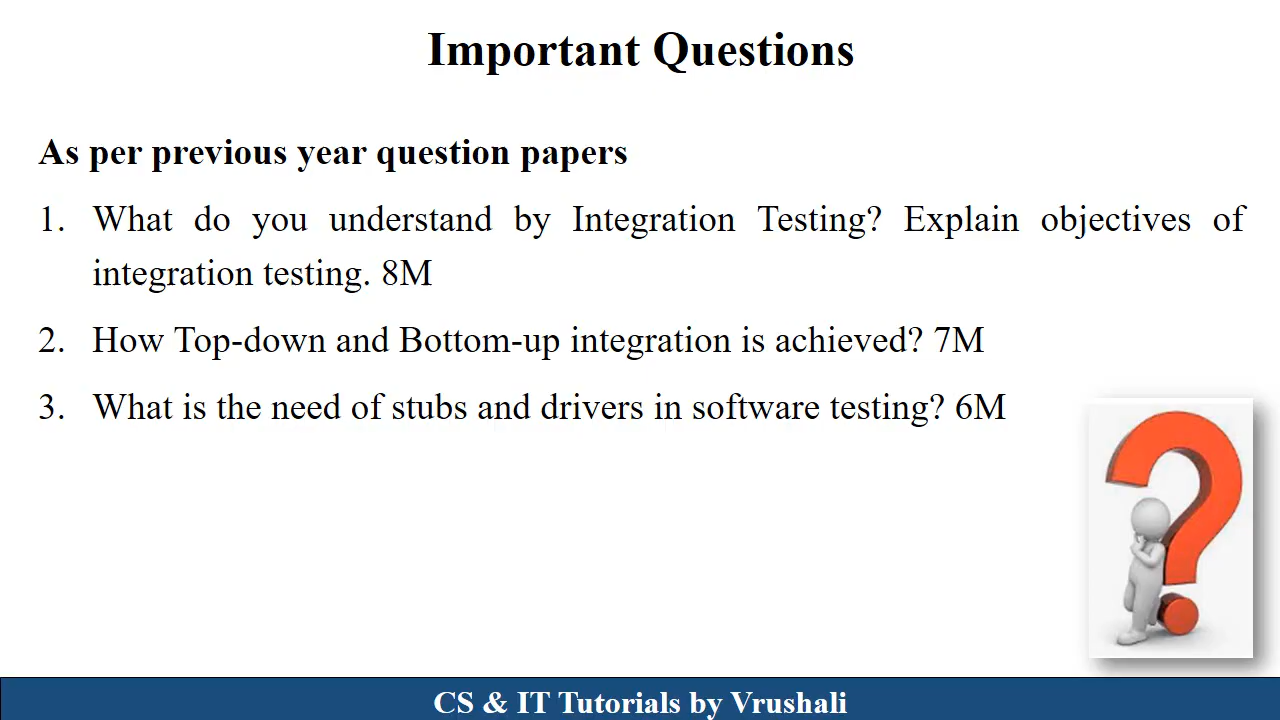 Important Questions
As per previous year question papers
1. What do you understand by Integration Testing? Explain objectives of
integration testing. 8M
2. How Top-down and Bottom-up integration is achieved? 7M
3. What is the need of stubs and drivers in software testing? 6M
CS & IT Tutorials by Vrushali